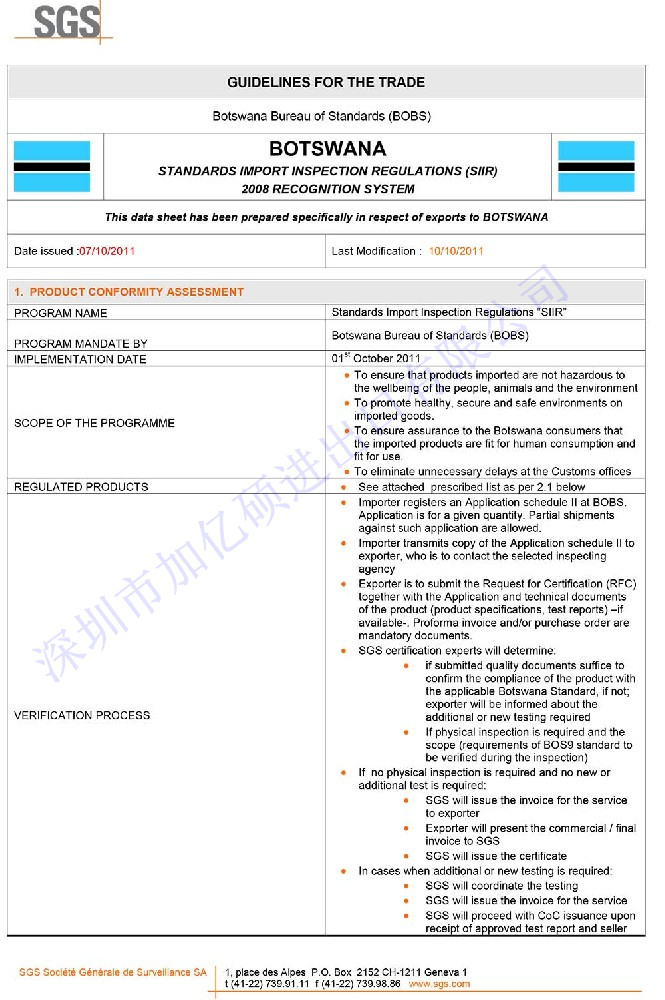 SGS
GUIDELINES FOR THE TRADE
Botswana Bureau of Standards (BOBS)
BOTSWANA
STANDARDS IMPORT INSPECTION REGULATIONS (SIIR)
2008 RECOGNITION SYSTEM
This data sheet has been prepared specifically in respect of exports to BOTSWANA
Date issued :07/10/2011
Last Modification : 10/10/2011
1. PRODUCT CONFORMITY ASSESSMENT
PROGRAM NAME
Standards Import Inspection Regulations "SIIR"
PROGRAM MANDATE BY
Botswana Bureau of Standards (BOBS)
IMPLEMENTATION DATE
01st October 2011
SCOPE OF THE PROGRAMME
• To ensure that products imported are not hazardous to
the wellbeing of the people, animals and the environment
• To promote healthy, secure and safe environments on
imported goods.
• To ensure assurance to the Botswana consumers that
the imported products are fit for human consumption and
fit for use.
• To eliminate unnecessary delays at the Customs offices
REGULATED PRODUCTS
• See attached prescribed list as per 2.1 below
VERIFICATION PROCESS
• Importer registers an Application schedule II at BOBS.
Application is for a given quantity. Partial shipments
against such application are allowed.
• Importer transmits copy of the Application schedule II to
exporter, who is to contact the selected inspecting
agency
• Exporter is to submit the Request for Certification (RFC)
together with the Application and technical documents
of the product (product specifications, test reports) –if
available-. Proforma invoice and/or purchase order are
mandatory documents.
• SGS certification experts will determine:
• if submitted quality documents suffice to
confirm the compliance of the product with
the applicable Botswana Standard, if not;
exporter will be informed about the
additional or new testing required
• If physical inspection is required and the
scope (requirements of BOS9 standard to
be verified during the inspection)
• If no physical inspection is required and no new or
additional test is required:
• SGS will issue the invoice for the service
to exporter
• Exporter will present the commercial / final
invoice to SGS
• SGS will issue the certificate
• In cases when additional or new testing is required:
• SGS will coordinate the testing
• SGS will issue the invoice for the service
• SGS will proceed with CoC issuance upon
receipt of approved test report and seller
深圳市加亿硕进出口有限公司
SGS Société Générale de Surveillance SA
1, place des Alpes P.O. Box 2152 CH-1211 Geneva 1
t (41-22) 739.91.11 f (41-22) 739.98.86 www.sgs.com